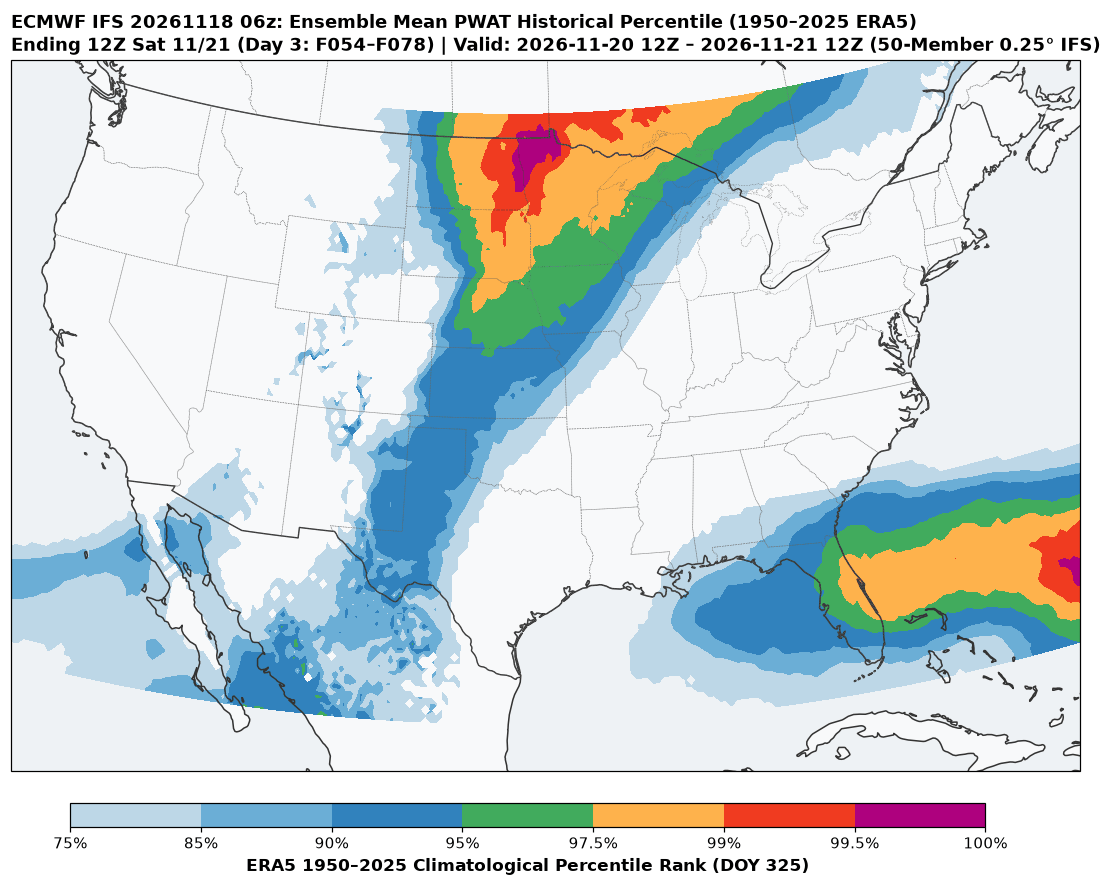 ECMWF IFS 20261118 06z: Ensemble Mean PWAT Historical Percentile (1950–2025 ERA5)
Ending 12Z Sat 11/21 (Day 3: F054–F078) | Valid: 2026-11-20 12Z – 2026-11-21 12Z (50-Member 0.25° IFS)
75% 85% 90% 95% 97.5% 99% 99.5% 100%
ERA5 1950–2025 Climatological Percentile Rank (DOY 325)